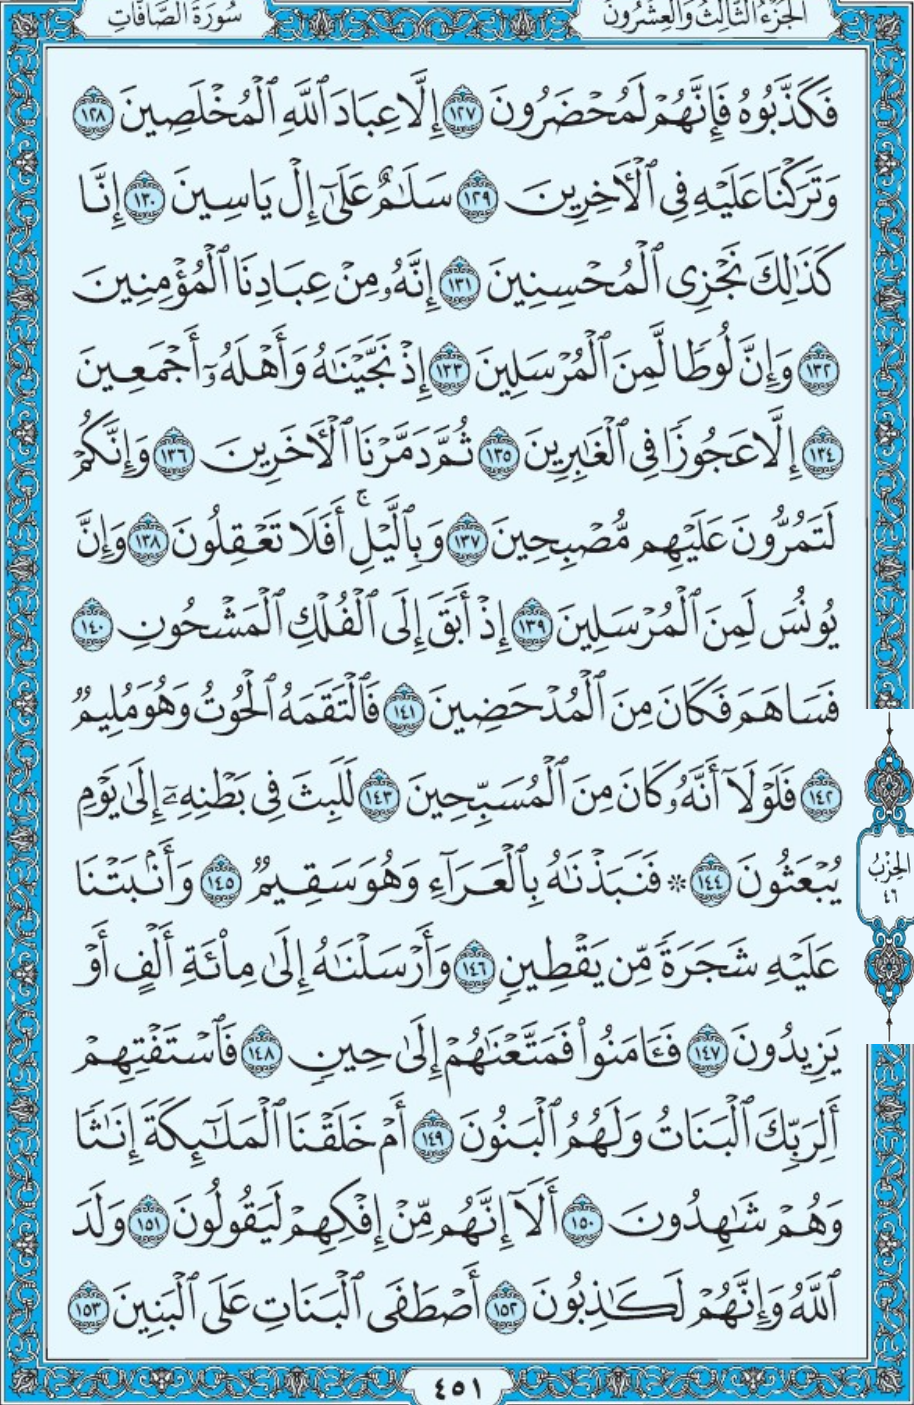 الجُزْءُ الثَّالِثُ وَالعِشْرُونَ
سُورَةُ الصَّافَّاتِ
فَكَذَّبُوهُ فَإِنَّهُمۡ لَمُحۡضَرُونَ ١٢٧ إِلَّا عِبَادَ ٱللَّهِ ٱلۡمُخۡلَصِينَ ١٢٨
وَتَرَكۡنَا عَلَيۡهِ فِي ٱلۡأٓخِرِينَ ١٢٩ سَلَٰمٌ عَلَىٰٓ إِلۡ يَاسِينَ ١٣٠ إِنَّا
كَذَٰلِكَ نَجۡزِي ٱلۡمُحۡسِنِينَ ١٣١ إِنَّهُۥ مِنۡ عِبَادِنَا ٱلۡمُؤۡمِنِينَ
١٣٢ وَإِنَّ لُوطٗا لَّمِنَ ٱلۡمُرۡسَلِينَ ١٣٣ إِذۡ نَجَّيۡنَٰهُ وَأَهۡلَهُۥٓ أَجۡمَعِينَ
١٣٤ إِلَّا عَجُوزٗا فِي ٱلۡغَٰبِرِينَ ١٣٥ ثُمَّ دَمَّرۡنَا ٱلۡأٓخَرِينَ ١٣٦ وَإِنَّكُمۡ
لَتَمُرُّونَ عَلَيۡهِم مُّصۡبِحِينَ ١٣٧ وَبِٱلَّيۡلِۚ أَفَلَا تَعۡقِلُونَ ١٣٨ وَإِنَّ
يُونُسَ لَمِنَ ٱلۡمُرۡسَلِينَ ١٣٩ إِذۡ أَبَقَ إِلَى ٱلۡفُلۡكِ ٱلۡمَشۡحُونِ ١٤٠
فَسَاهَمَ فَكَانَ مِنَ ٱلۡمُدۡحَضِينَ ١٤١ فَٱلۡتَقَمَهُ ٱلۡحُوتُ وَهُوَ مُلِيمٞ
١٤٢ فَلَوۡلَآ أَنَّهُۥ كَانَ مِنَ ٱلۡمُسَبِّحِينَ ١٤٣ لَلَبِثَ فِي بَطۡنِهِۦٓ إِلَىٰ يَوۡمِ
يُبۡعَثُونَ ١٤٤ ۞ فَنَبَذۡنَٰهُ بِٱلۡعَرَآءِ وَهُوَ سَقِيمٞ ١٤٥ وَأَنۢبَتۡنَا
عَلَيۡهِ شَجَرَةٗ مِّن يَقۡطِينٖ ١٤٦ وَأَرۡسَلۡنَٰهُ إِلَىٰ مِاْئَةِ أَلۡفٍ أَوۡ
يَزِيدُونَ ١٤٧ فَـَٔامَنُواْ فَمَتَّعۡنَٰهُمۡ إِلَىٰ حِينٖ ١٤٨ فَٱسۡتَفۡتِهِمۡ
أَلِرَبِّكَ ٱلۡبَنَاتُ وَلَهُمُ ٱلۡبَنُونَ ١٤٩ أَمۡ خَلَقۡنَا ٱلۡمَلَٰٓئِكَةَ إِنَٰثٗا
وَهُمۡ شَٰهِدُونَ ١٥٠ أَلَآ إِنَّهُم مِّنۡ إِفۡكِهِمۡ لَيَقُولُونَ ١٥١ وَلَدَ
ٱللَّهُ وَإِنَّهُمۡ لَكَٰذِبُونَ ١٥٢ أَصۡطَفَى ٱلۡبَنَاتِ عَلَى ٱلۡبَنِينَ ١٥٣
الحِزْبُ
٤٦
٤٥١